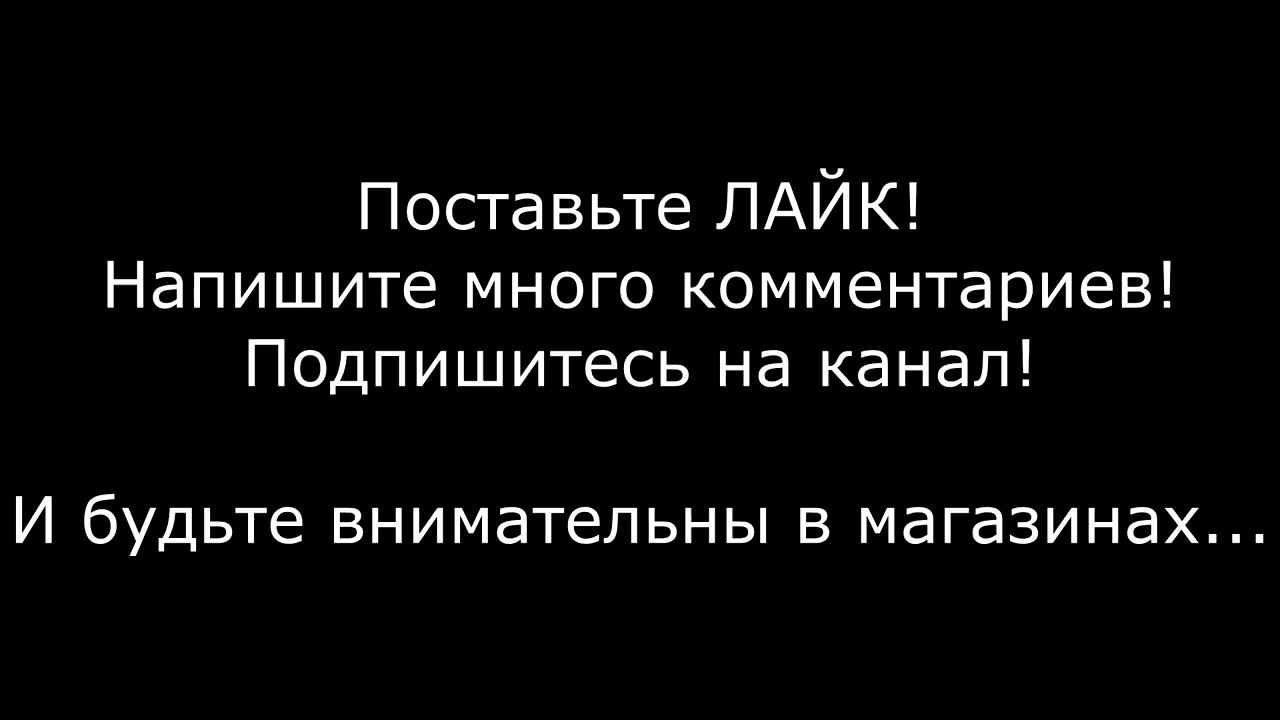 Поставьте ЛАЙК!
Напишите много комментариев!
Подпишитесь на канал!
И будьте внимательны в магазинах...